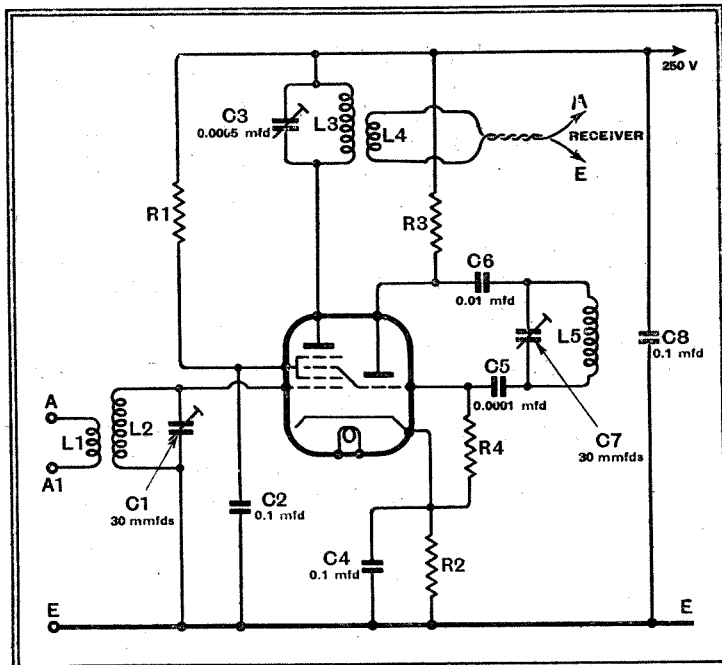 250 V
C3
0.0005 mfd
L3
L4
A
RECEIVER
E
R1
R3
C6
0.01 mfd
L5
C8
0.1 mfd
C5
0.0001 mfd
A
L1
L2
A1
C1
30 mmfds
R4
C7
30 mmfds
C2
0.1 mfd
C4
0.1 mfd
R2
E
E